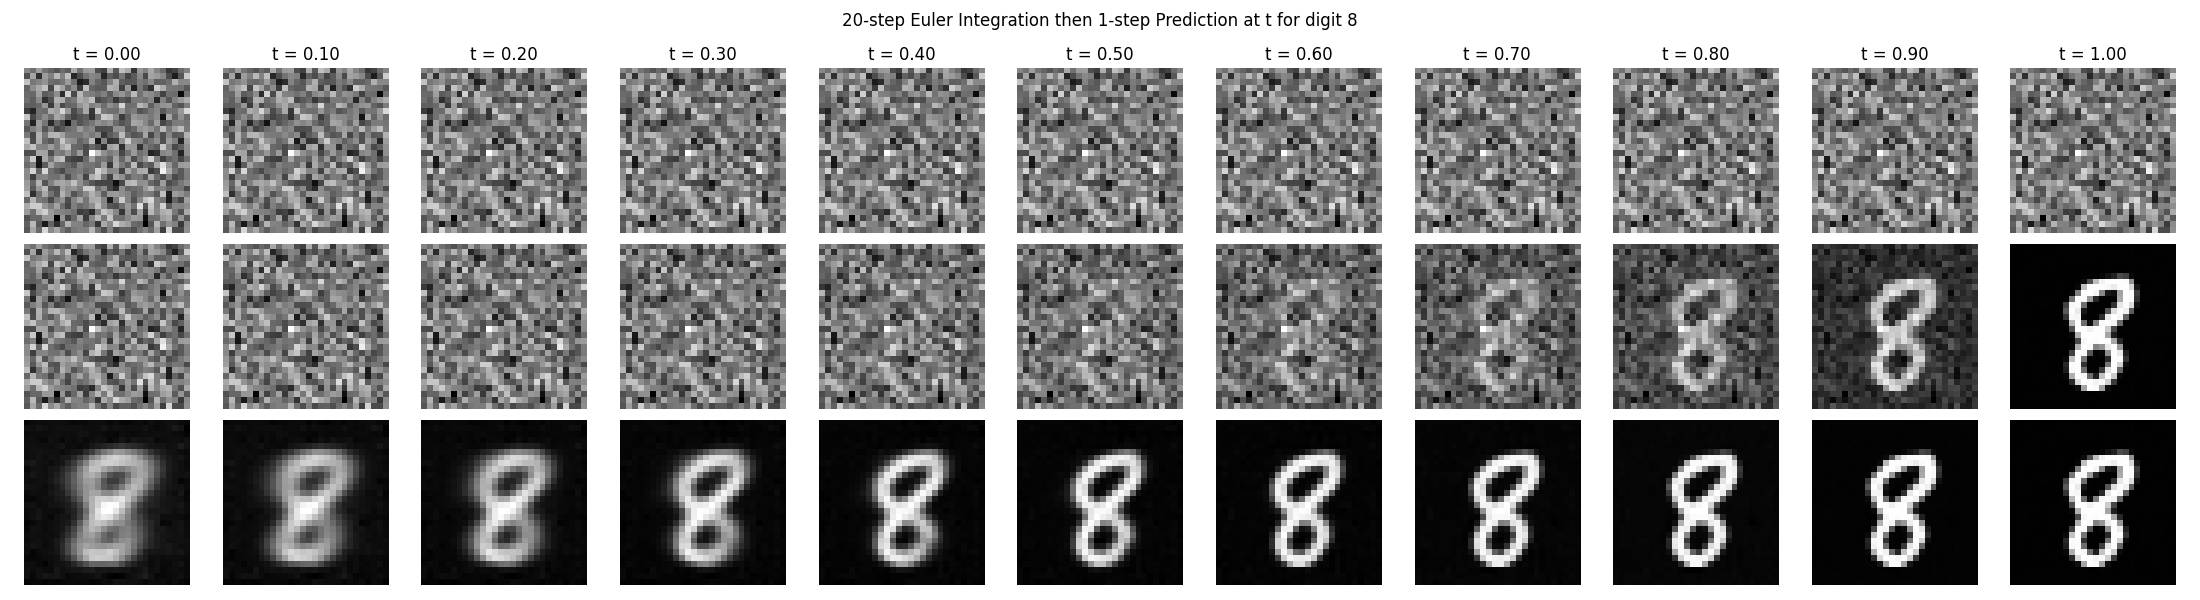 20-step Euler Integration then 1-step Prediction at t for digit 8
t = 0.00 t = 0.10 t = 0.20 t = 0.30 t = 0.40 t = 0.50 t = 0.60 t = 0.70 t = 0.80 t = 0.90 t = 1.00